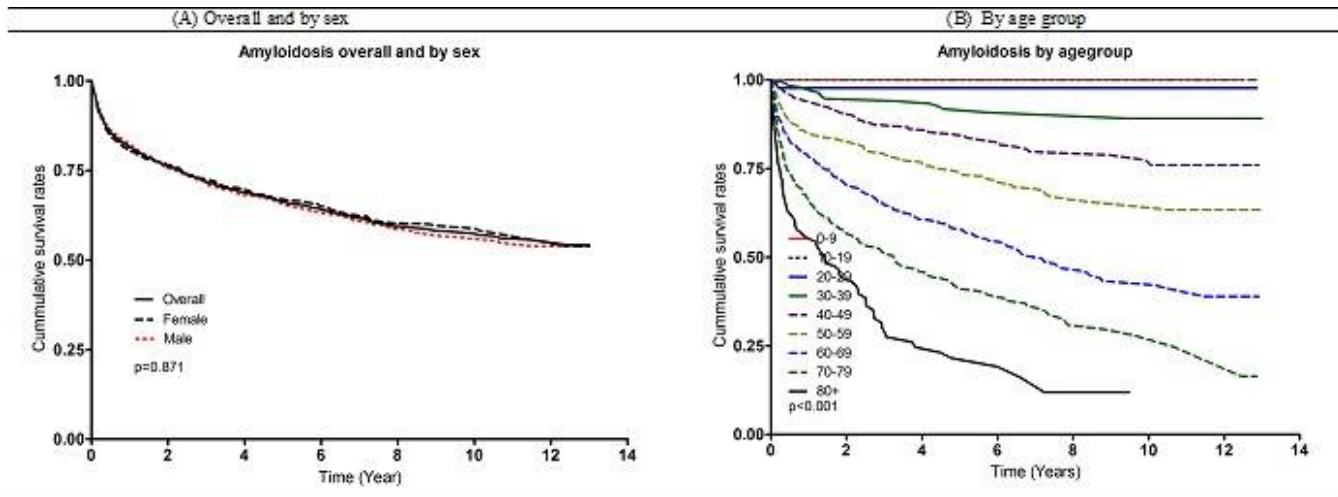 (A) Overall and by sex
(B) By age group
Amyloidosis overall and by sex
1.00
0.75
0.50
0.25
0.00
Cummulative survival rates
Overall
Female
Male
p=0.871
0 2 4 6 8 10 12 14
Time (Year)
Amyloidosis by agegroup
1.00
0.75
0.50
0.25
0.00
Cummulative survival rates
0-9
10-19
20-29
30-39
40-49
50-59
60-69
70-79
80+
p<0.001
0 2 4 6 8 10 12 14
Time (Years)